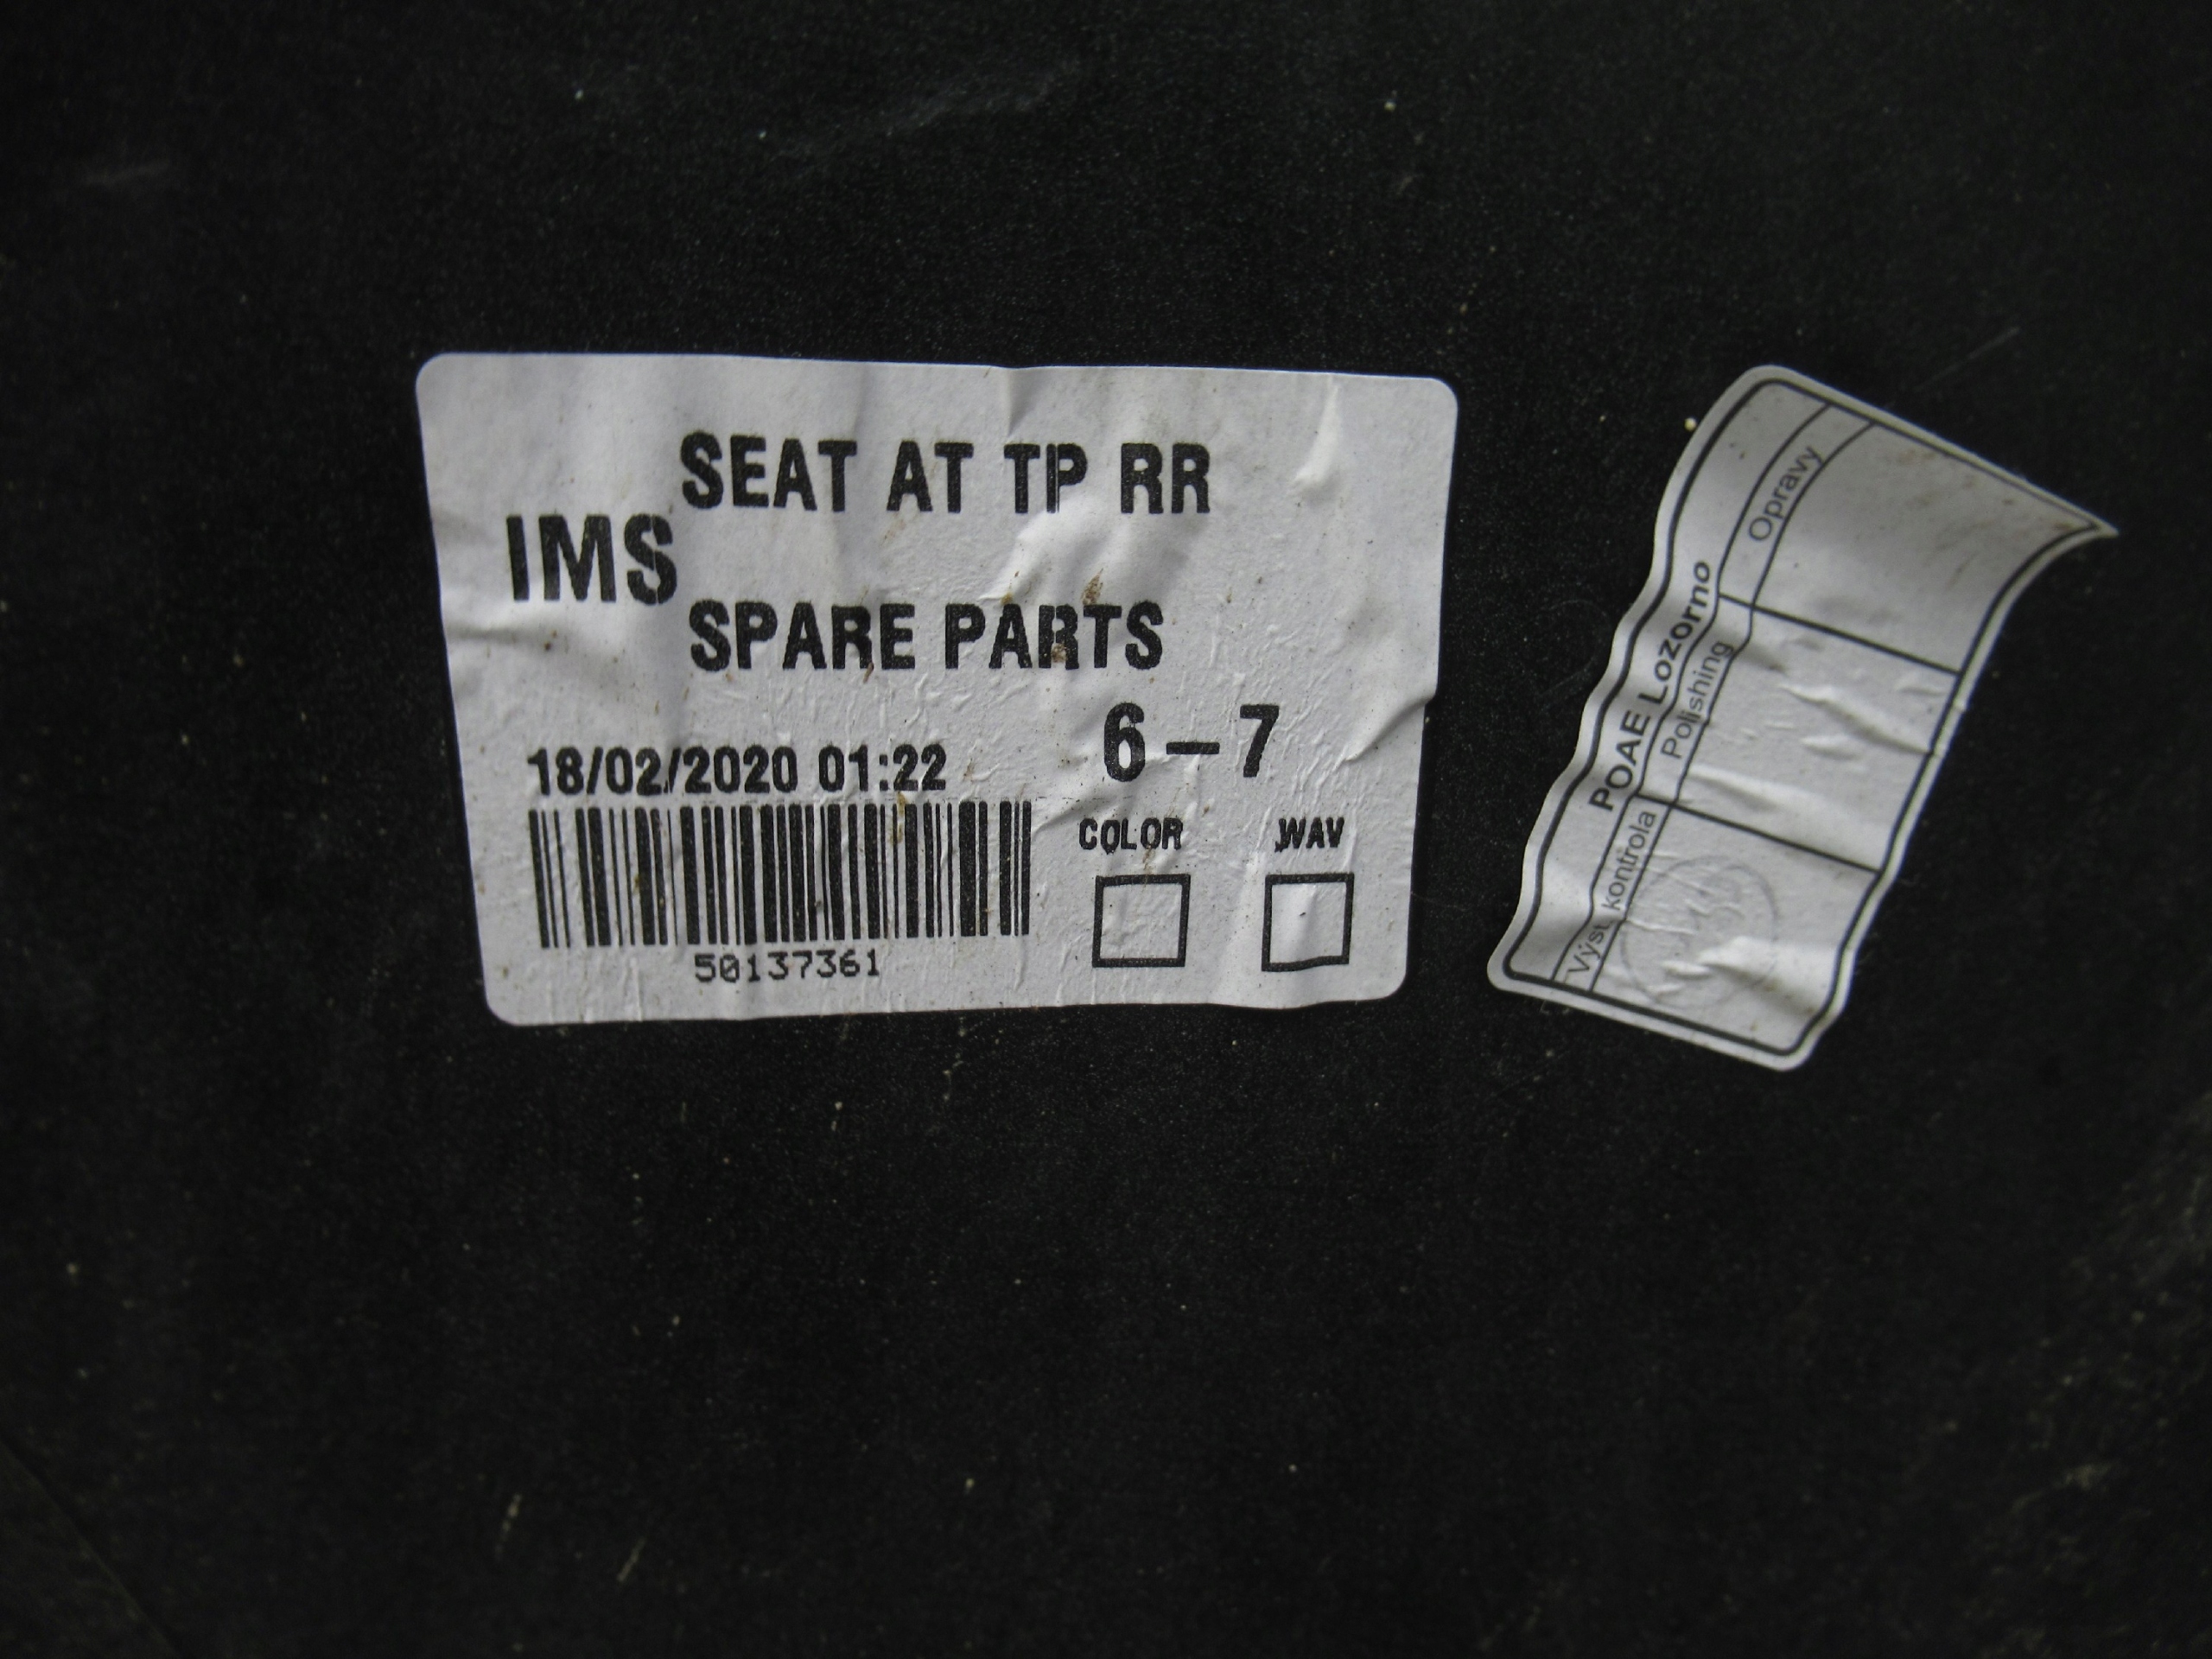 SEAT AT TP RR
IMS
SPARE PARTS
6-7
18/02/2020 01:22
COLOR WAV
50137361
POAE Lozorno
kontrola Polishing Opravy